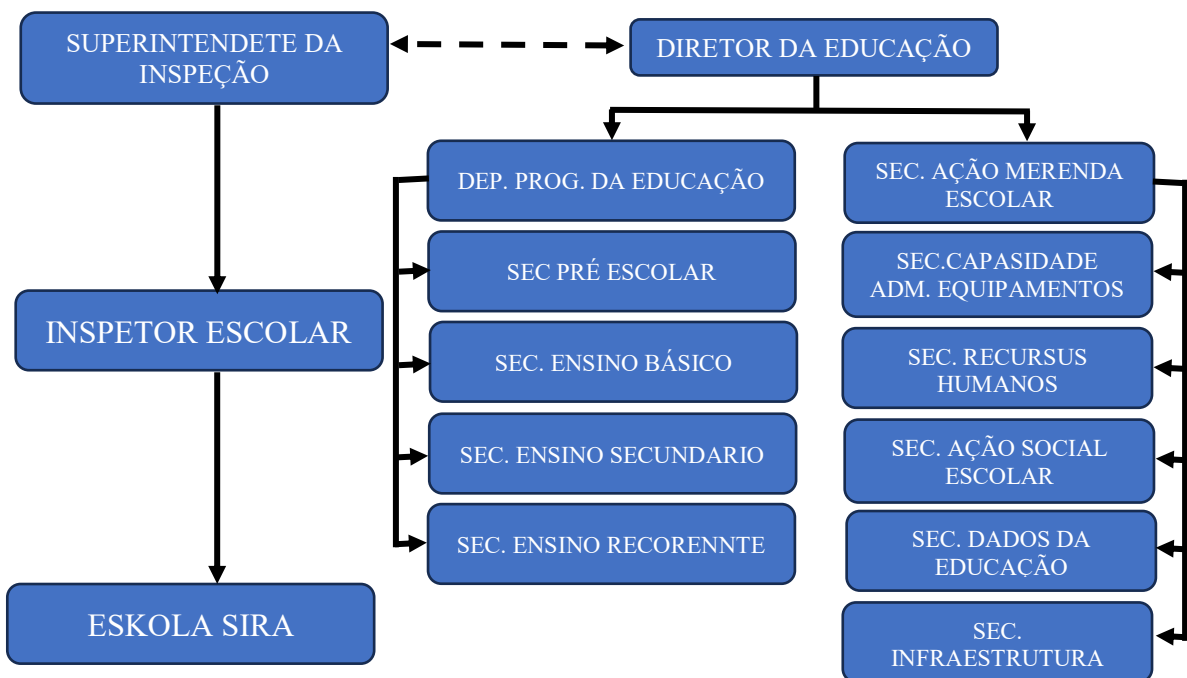 SUPERINTENDETE DA
INSPEÇÃO
DIRETOR DA EDUCAÇÃO
DEP. PROG. DA EDUCAÇÃO
SEC. AÇÃO MERENDA
ESCOLAR
SEC PRÉ ESCOLAR
SEC.CAPASIDADE
ADM. EQUIPAMENTOS
INSPETOR ESCOLAR
SEC. ENSINO BÁSICO
SEC. RECURSUS
HUMANOS
SEC. ENSINO SECUNDARIO
SEC. AÇÃO SOCIAL
ESCOLAR
SEC. ENSINO RECORENNTE
SEC. DADOS DA
EDUCAÇÃO
ESKOLA SIRA
SEC.
INFRAESTRUTURA